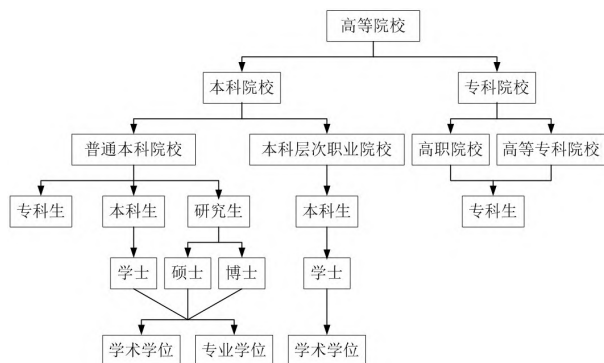 高等院校
本科院校
专科院校
普通本科院校
本科层次职业院校
高职院校
高等专科院校
专科生
本科生
研究生
本科生
专科生
学士
硕士
博士
学士
学术学位
专业学位
学术学位